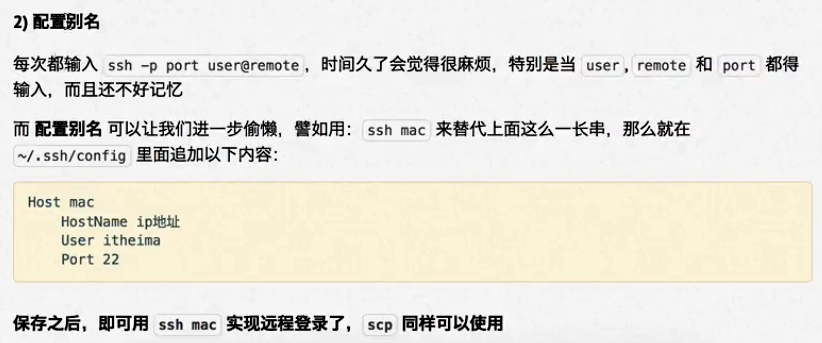 2) 配置别名
每次都输入 ssh -p port user@remote，时间久了会觉得很麻烦，特别是当 user, remote 和 port 都得
输入，而且还不好记忆
而 配置别名 可以让我们进一步偷懒，譬如用：ssh mac 来替代上面这么一长串，那么就在
~/.ssh/config 里面追加以下内容：
Host mac
    HostName ip地址
    User itheima
    Port 22
保存之后，即可用 ssh mac 实现远程登录了，scp 同样可以使用